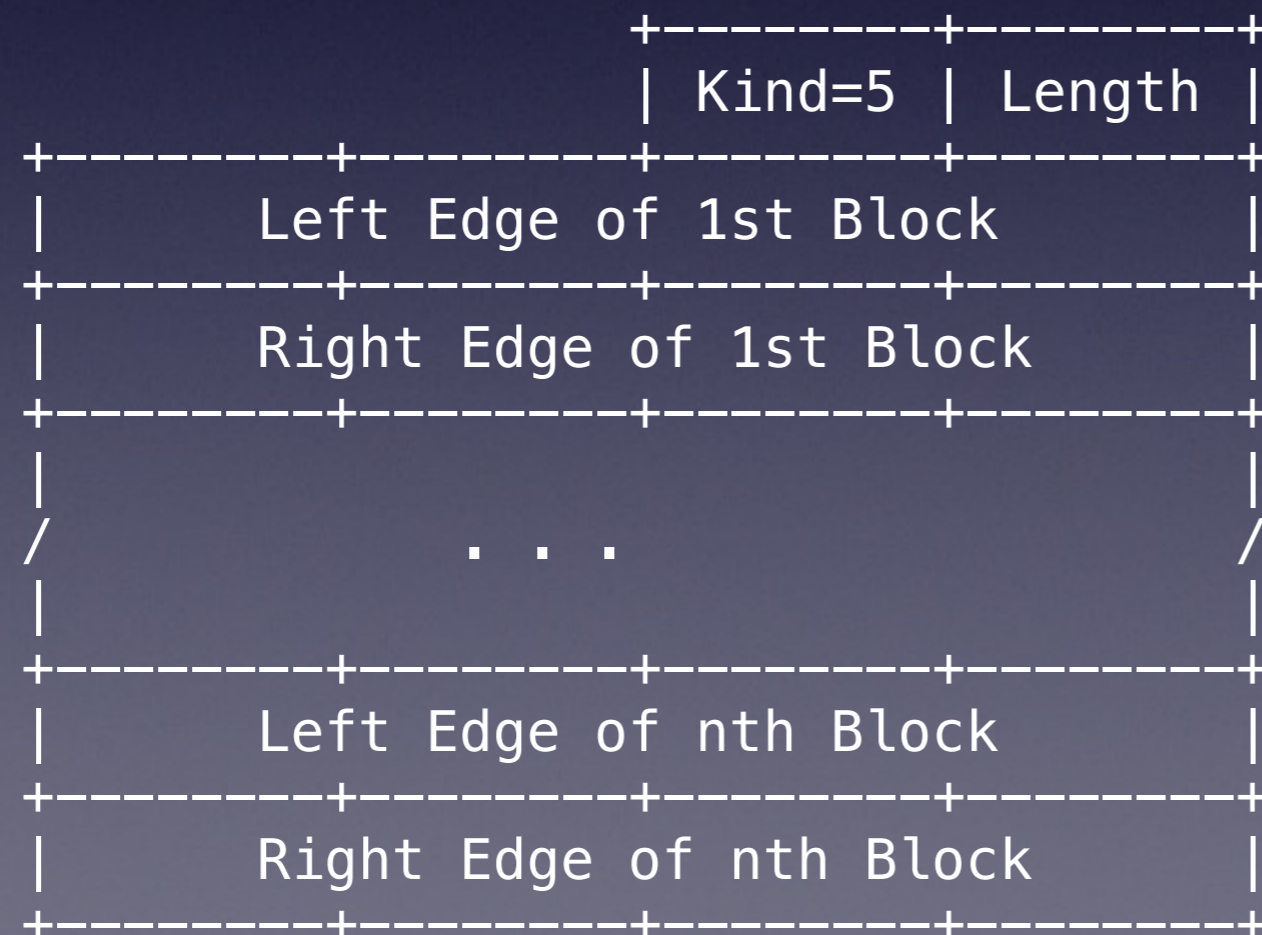 +--------+--------+
                  | Kind=5 | Length |
+--------+--------+--------+--------+
|      Left Edge of 1st Block       |
+--------+--------+--------+--------+
|      Right Edge of 1st Block      |
+--------+--------+--------+--------+
|                                   |
/            . . .                  /
|                                   |
+--------+--------+--------+--------+
|      Left Edge of nth Block       |
+--------+--------+--------+--------+
|      Right Edge of nth Block      |
+--------+--------+--------+--------+